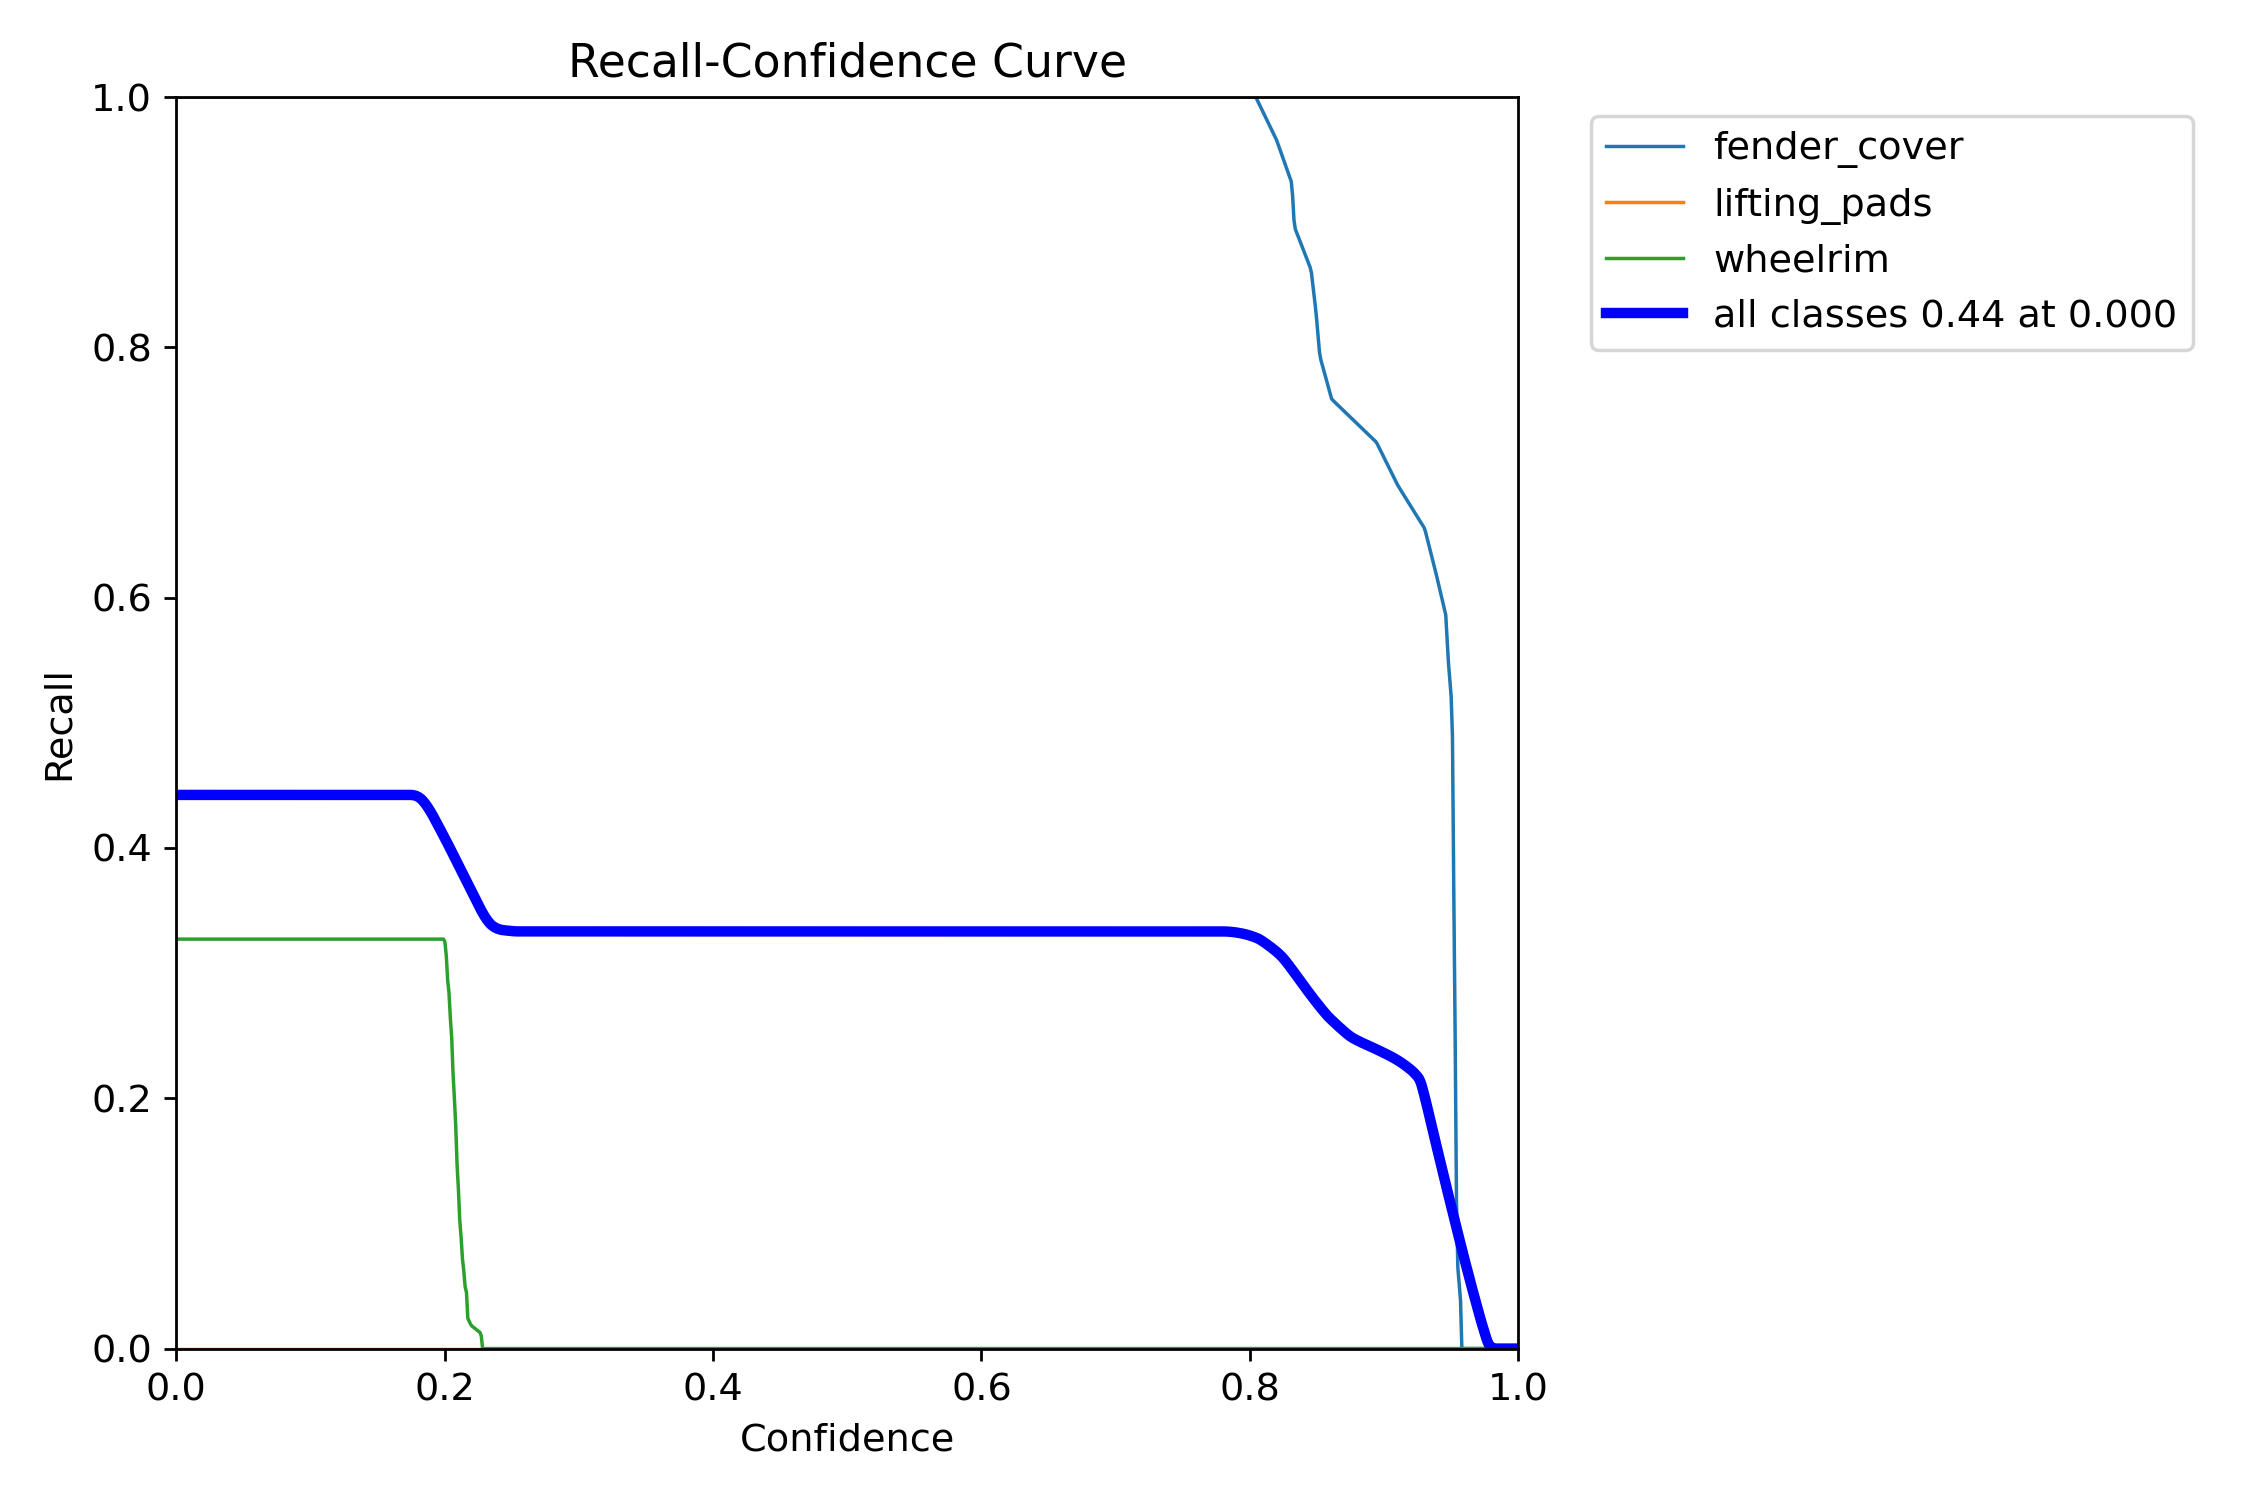 Recall-Confidence Curve
1.0
0.8
0.6
0.4
0.2
0.0
Recall
0.0 0.2 0.4 0.6 0.8 1.0
Confidence
fender_cover
lifting_pads
wheelrim
all classes 0.44 at 0.000